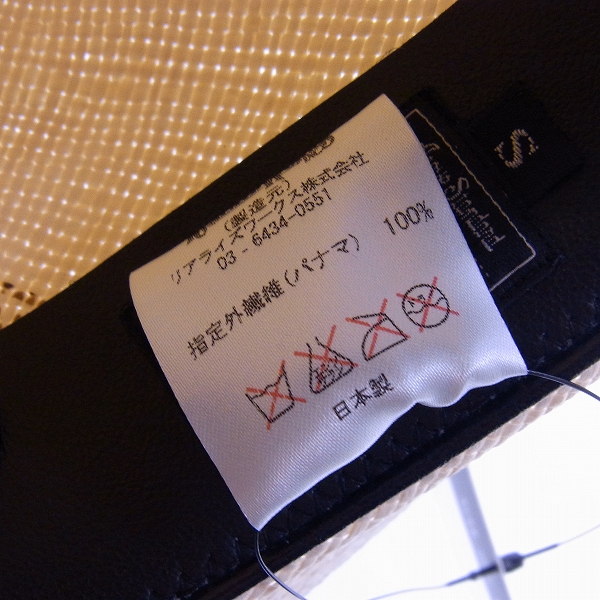 (製造元)
リアライズワークス株式会社
03-6434-0551
指定外繊維(パナマ) 100%
日本製
Standard
S